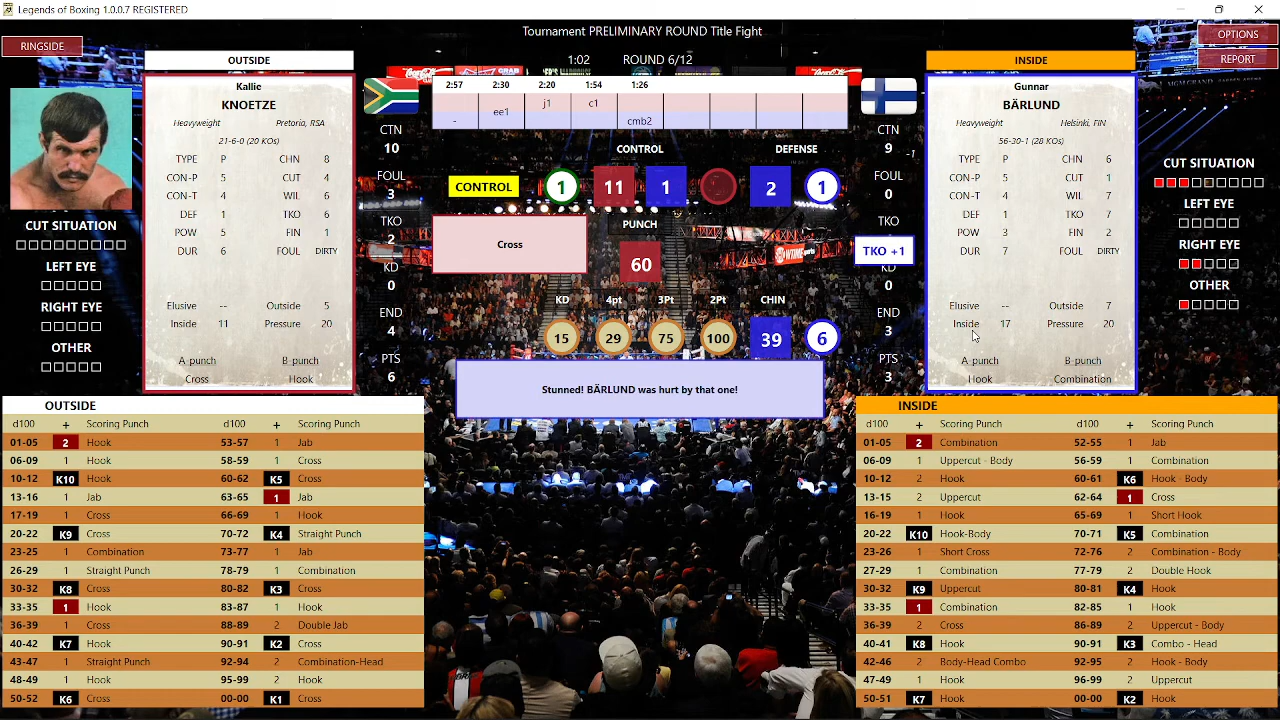 Legends of Boxing 1.0.0.7 REGISTERED
Tournament PRELIMINARY ROUND Title Fight
RINGSIDE
OPTIONS
REPORT
1:02 ROUND 6/12
OUTSIDE
INSIDE
Kallie
KNOETZE
Heavyweight Pretoria, RSA
21-6-0 (20 KOs)
TYPE P CHN 8
CON-P 5 CUT 4
CON-T 4 WIL 6
DEF 1 TKO 6
POW 5 FIN 1
DUR 7 FOUL DIRTY
Elusive -- Outside 5
Inside 11 Pressure 20
A-punch B-punch
Cross Hook
CUT SITUATION
LEFT EYE
RIGHT EYE
OTHER
CTN
10
FOUL
3
TKO
2
KD
0
END
4
PTS
6
2:57 2:30 2:20 1:54 1:26
- ee1 j1 c1 cmb2
CONTROL DEFENSE
CONTROL 1 11 1 2 1
PUNCH
Cross
60
KD 4pt 3Pt 2Pt CHIN
15 29 75 100 39 6
Stunned! BÄRLUND was hurt by that one!
CTN
9 -1
FOUL
0
TKO
TKO +1
KD
0
END
3
PTS
3
Gunnar
BÄRLUND
Heavyweight Helsiki, FIN
56-30-1 (28 KOs)
TYPE P CHN 6
CON-P 5 CUT 1
CON-T 4 WIL 7
DEF 1 TKO 7
POW 3 FIN 2
DUR 7 FOUL DIRTY
Elusive -- Outside 7
Inside 17 Pressure 20
A-punch B-punch
Hook Combination
CUT SITUATION
LEFT EYE
RIGHT EYE
OTHER
OUTSIDE
d100 + Scoring Punch d100 + Scoring Punch
01-05 2 Hook 53-57 1 Jab
06-09 1 Hook 58-59 1 Cross
10-12 K10 Hook 60-62 K5 Cross
13-16 1 Jab 63-65 1 Jab
17-19 1 Cross 66-69 1 Hook
20-22 K9 Cross 70-72 K4 Straight Punch
23-25 1 Combination 73-77 1 Jab
26-29 1 Straight Punch 78-79 1 Combination
30-32 K8 Cross 80-82 K3 Cross
33-35 1 Hook 83-87 1 Hook
36-39 1 Cross 88-89 2 Double Jab
40-42 K7 Hook 90-91 K2 Cross
43-47 1 Straight Punch 92-94 2 Combination-Head
48-49 1 Hook 95-99 2 Hook
50-52 K6 Cross 00-00 K1 Cross
INSIDE
d100 + Scoring Punch d100 + Scoring Punch
01-05 2 Combination 52-55 1 Jab
06-09 1 Uppercut - Body 56-59 1 Combination
10-12 2 Hook 60-61 K6 Hook - Body
13-15 2 Uppercut 62-64 1 Cross
16-19 1 Hook 65-69 1 Short Hook
20-22 K10 Hook-Body 70-71 K5 Combination
23-26 1 Short Cross 72-76 2 Combination - Body
27-29 1 Combination 77-79 2 Double Hook
30-32 K9 Uppercut 80-81 K4 Hook
33-35 1 Combination 82-85 1 Hook
36-39 2 Cross 86-89 2 Uppercut - Body
40-41 K8 Hook 90-91 K3 Combo - Head
42-46 2 Body-Head Combo 92-95 2 Hook - Body
47-49 1 Hook 96-99 2 Uppercut
50-51 K7 Hook 00-00 K2 Hook